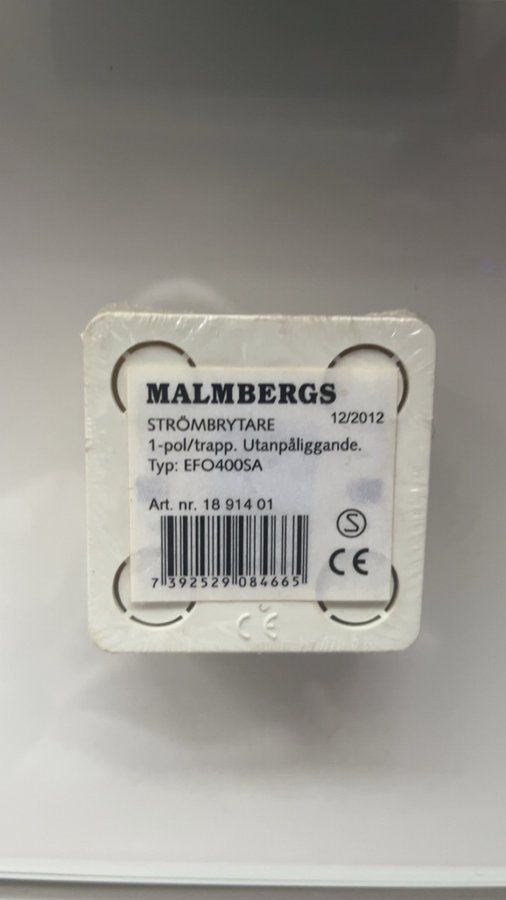 MALMBERGS
STRÖMBRYTARE 12/2012
1-pol/trapp. Utanpåliggande.
Typ: EFO400SA
Art. nr. 18 914 01
S
CE
7 392529 084665
CE